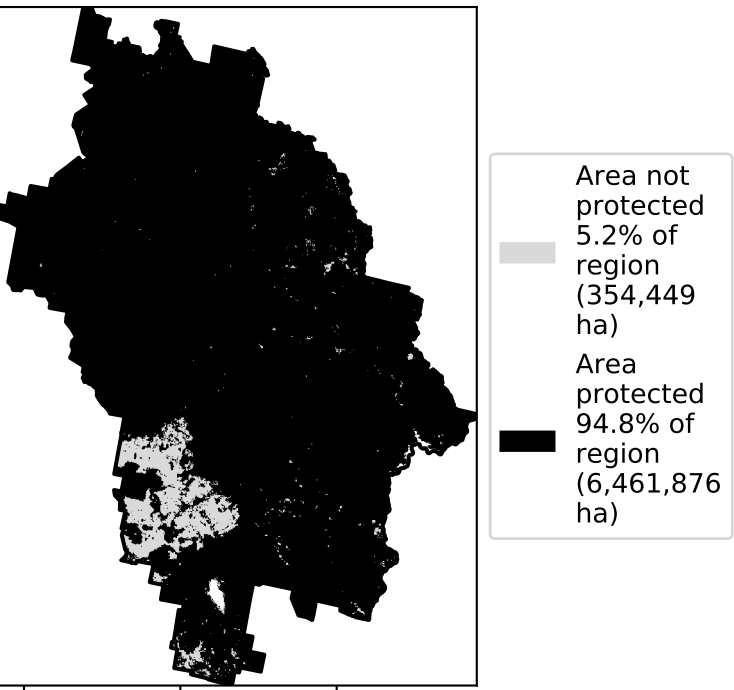 Area not
protected
5.2% of
region
(354,449
ha)
Area
protected
94.8% of
region
(6,461,876
ha)